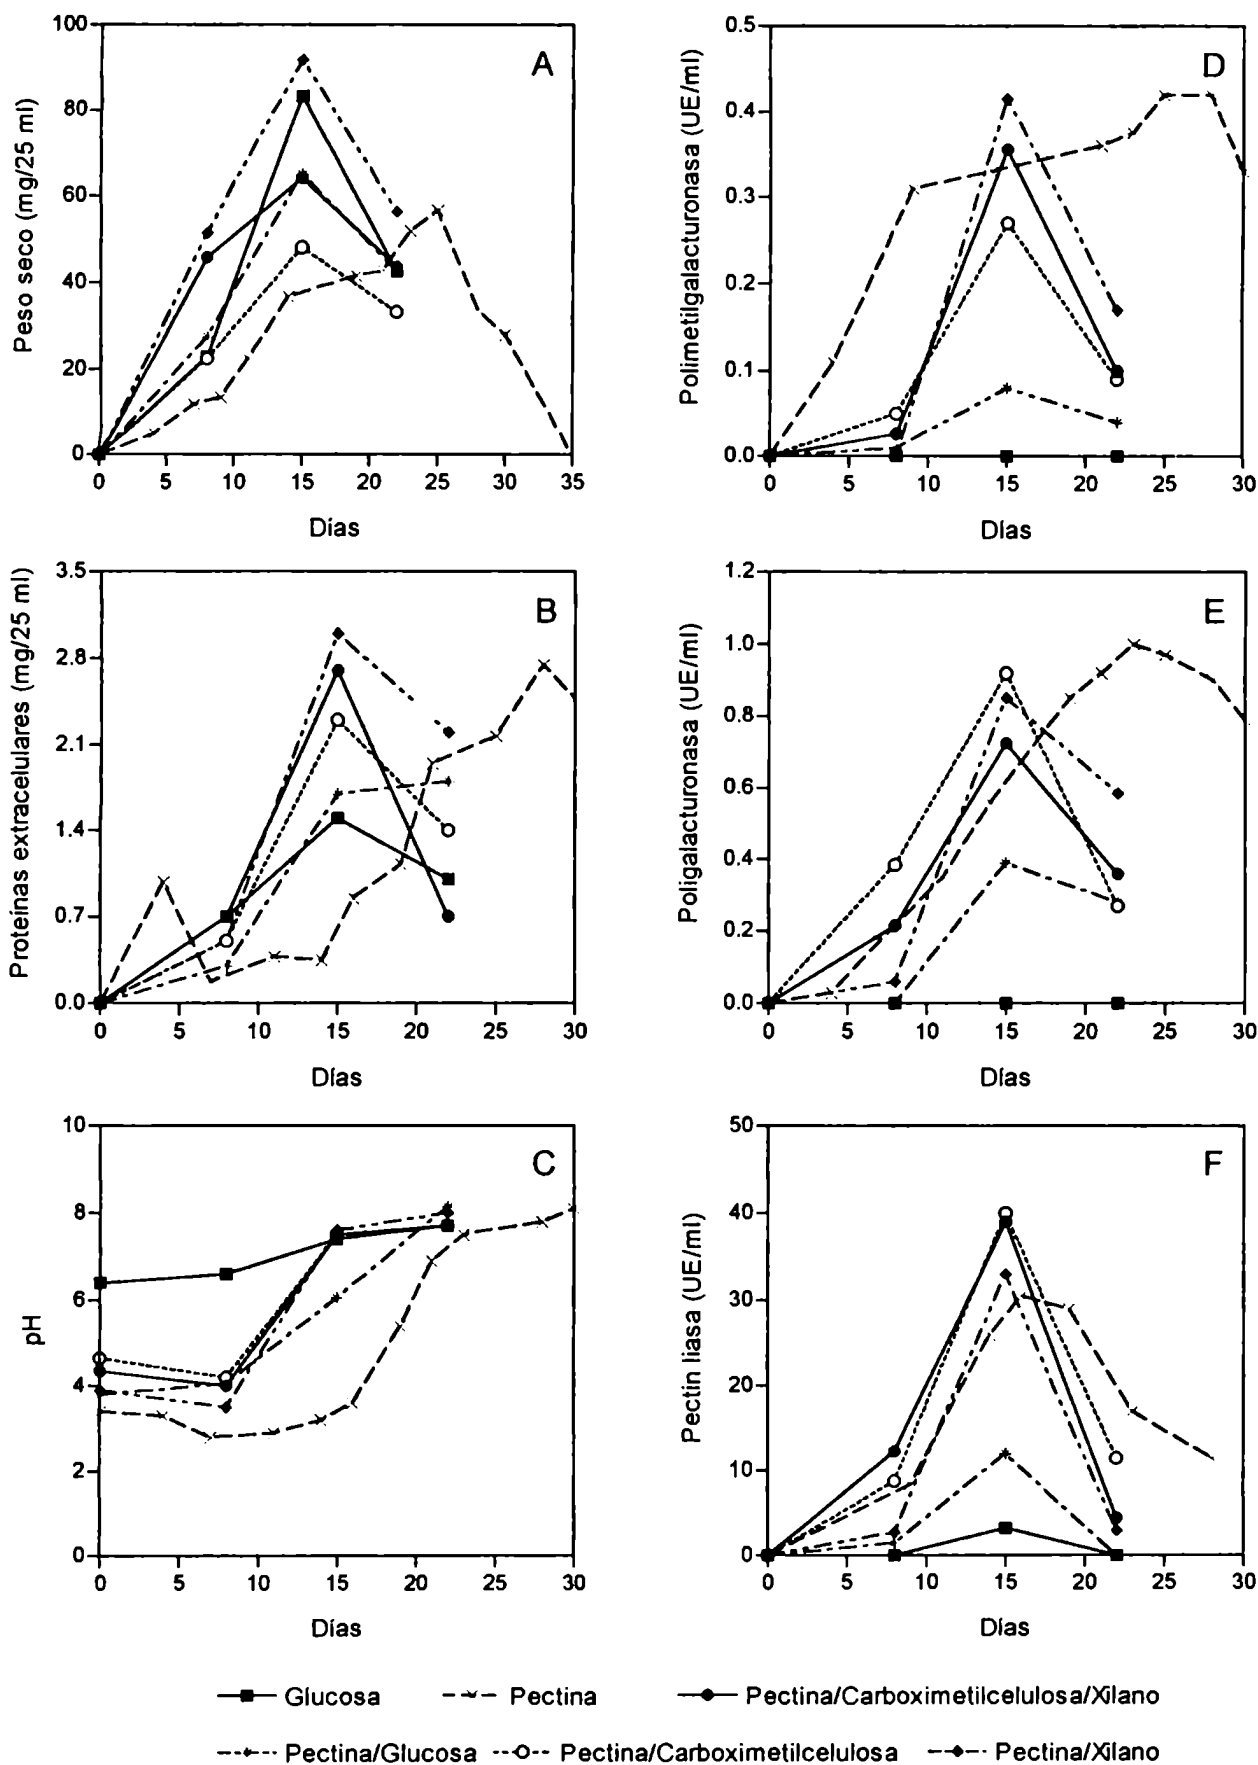 A
Peso seco (mg/25 ml)
100
80
60
40
20
0
0 5 10 15 20 25 30 35
Días
D
Polimetilgalacturonasa (UE/ml)
0.5
0.4
0.3
0.2
0.1
0.0
0 5 10 15 20 25 30
Días
B
Proteínas extracelulares (mg/25 ml)
3.5
2.8
2.1
1.4
0.7
0.0
0 5 10 15 20 25 30
Días
E
Poligalacturonasa (UE/ml)
1.2
1.0
0.8
0.6
0.4
0.2
0.0
0 5 10 15 20 25 30
Días
C
pH
10
8
6
4
2
0
0 5 10 15 20 25 30
Días
F
Pectin liasa (UE/ml)
50
40
30
20
10
0
0 5 10 15 20 25 30
Días
Glucosa Pectina Pectina/Carboximetilcelulosa/Xilano
Pectina/Glucosa Pectina/Carboximetilcelulosa Pectina/Xilano